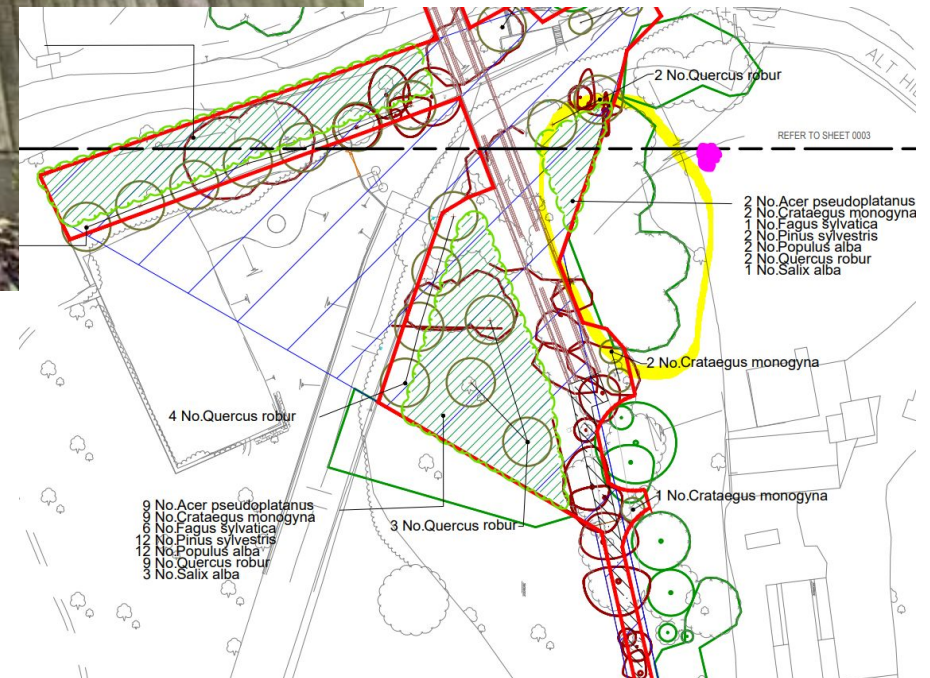 2 No.Quercus robur
ALT HI
REFER TO SHEET 0003
2 No.Acer pseudoplatanus
2 No.Crataegus monogyna
1 No.Fagus sylvatica
2 No.Pinus sylvestris
2 No.Populus alba
2 No.Quercus robur
1 No.Salix alba
2 No.Crataegus monogyna
4 No.Quercus robur
1 No.Crataegus monogyna
3 No.Quercus robur
9 No.Acer pseudoplatanus
9 No.Crataegus monogyna
No.Fagus sylvatica
12 No.Pinus sylvestris
12 No.Populus alba
9 No.Quercus robur
3 No.Salix alba